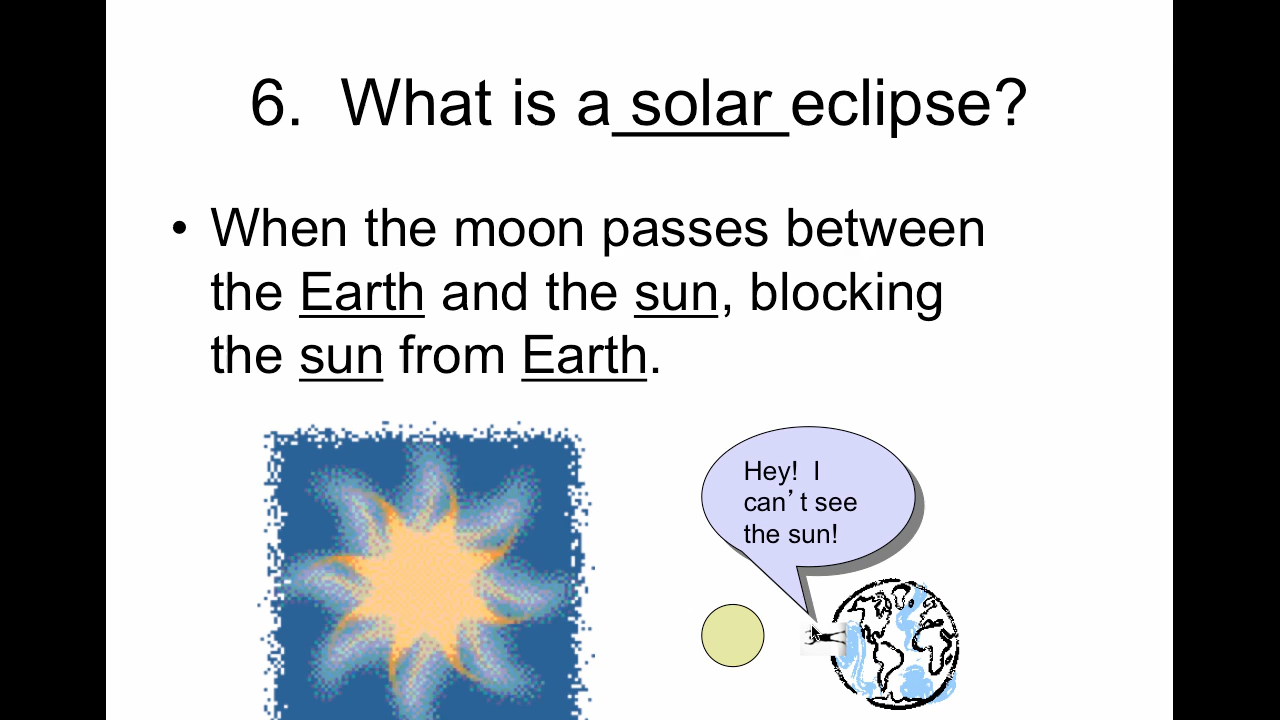 6. What is a solar eclipse?
• When the moon passes between
the Earth and the sun, blocking
the sun from Earth.
Hey! I
can’t see
the sun!